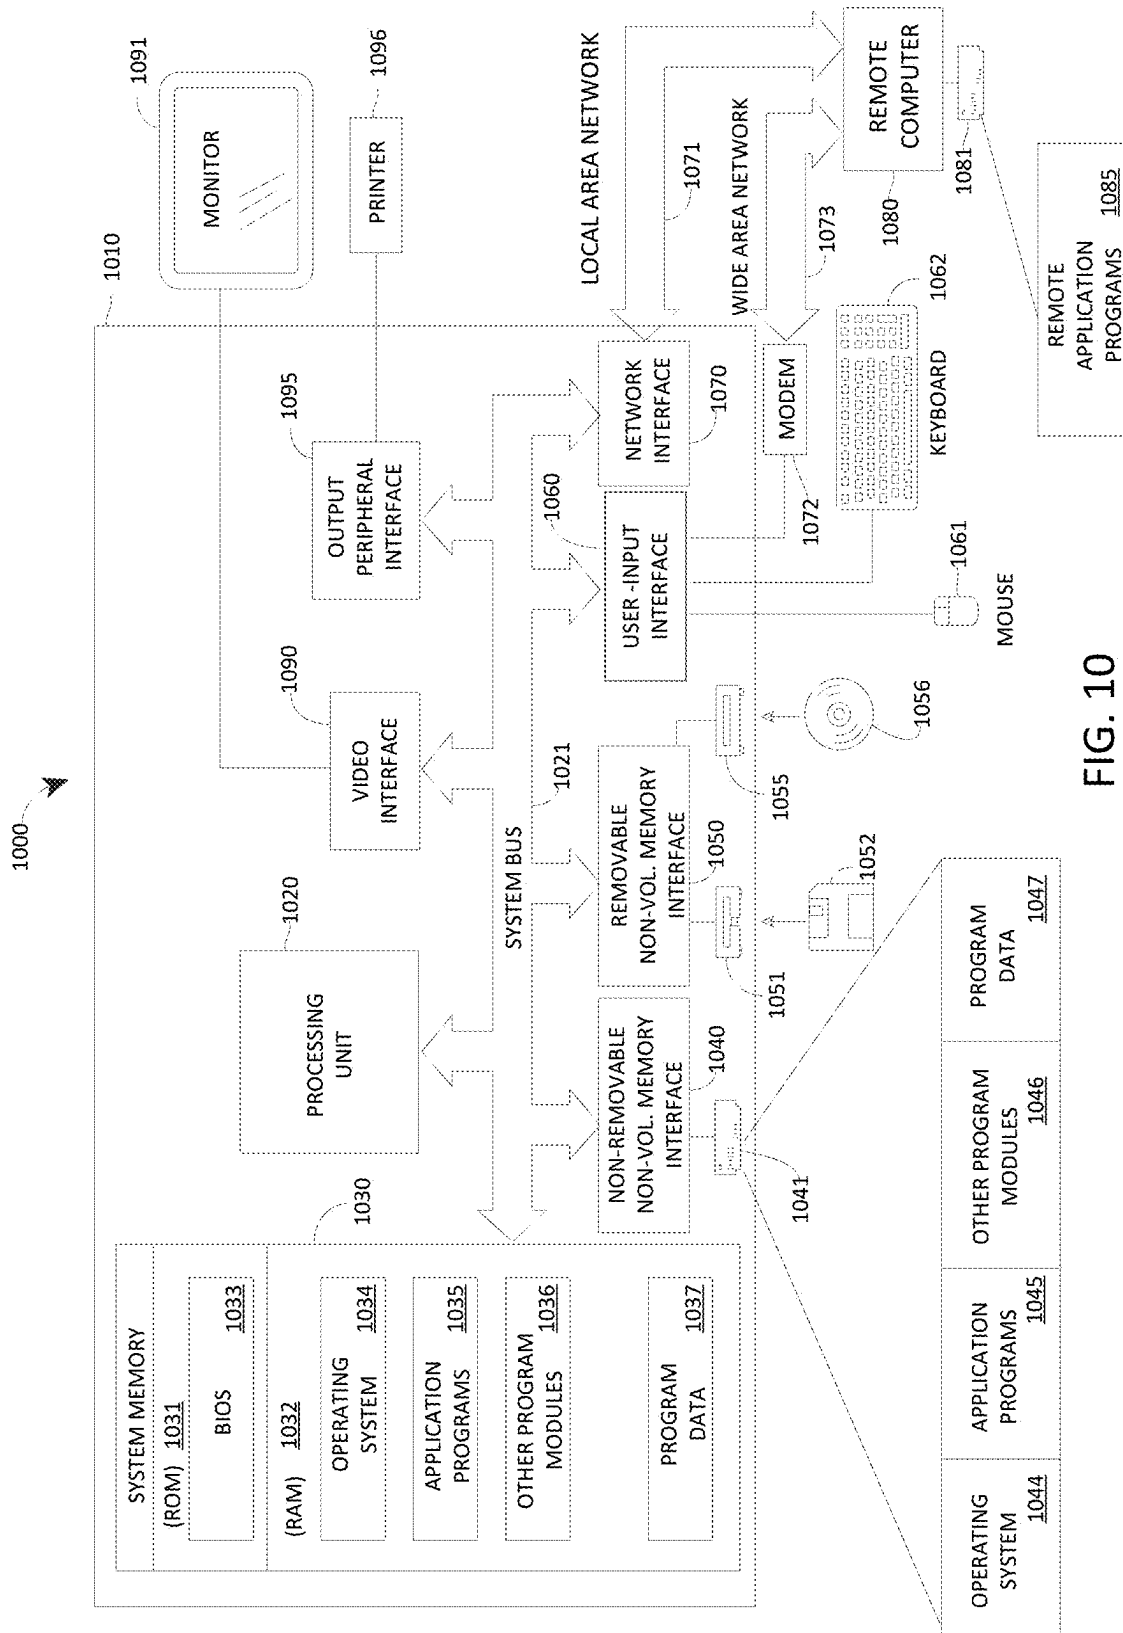 1000
1010
SYSTEM MEMORY
(ROM) 1031
BIOS
1033
(RAM) 1032
OPERATING
SYSTEM
1034
APPLICATION
PROGRAMS
1035
OTHER PROGRAM
MODULES
1036
PROGRAM
DATA
1037
1030
PROCESSING
UNIT
1020
VIDEO
INTERFACE
1090
OUTPUT
PERIPHERAL
INTERFACE
1095
MONITOR
1091
PRINTER
1096
SYSTEM BUS
1021
NON-REMOVABLE
NON-VOL. MEMORY
INTERFACE
1040
REMOVABLE
NON-VOL. MEMORY
INTERFACE
1050
USER -INPUT
INTERFACE
1060
NETWORK
INTERFACE
1070
LOCAL AREA NETWORK
1071
WIDE AREA NETWORK
1073
MODEM
1072
REMOTE
COMPUTER
1080
1081
1041
1051
1055
1052
1056
MOUSE
1061
KEYBOARD
1062
OPERATING
SYSTEM
1044
APPLICATION
PROGRAMS
1045
OTHER PROGRAM
MODULES
1046
PROGRAM
DATA
1047
REMOTE
APPLICATION
PROGRAMS
1085
FIG. 10